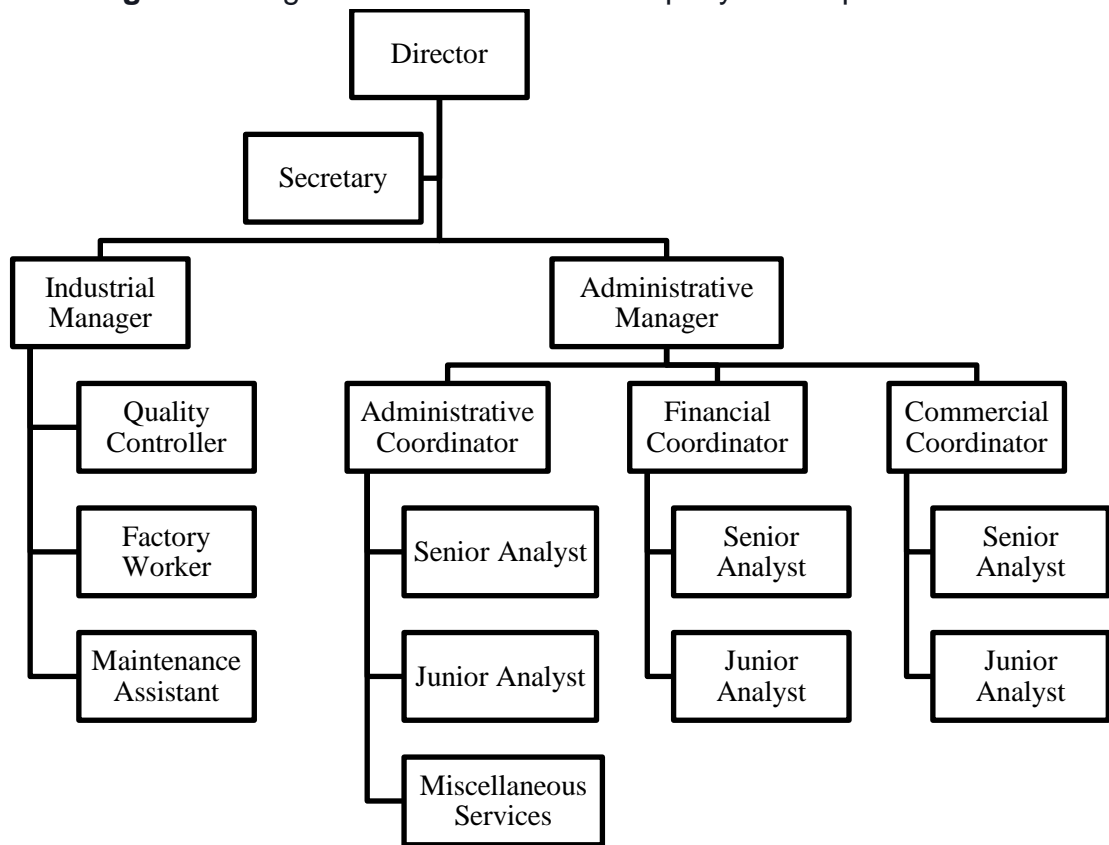 Director
Secretary
Industrial
Manager
Administrative
Manager
Quality
Controller
Factory
Worker
Maintenance
Assistant
Administrative
Coordinator
Senior Analyst
Junior Analyst
Miscellaneous
Services
Financial
Coordinator
Senior
Analyst
Junior
Analyst
Commercial
Coordinator
Senior
Analyst
Junior
Analyst